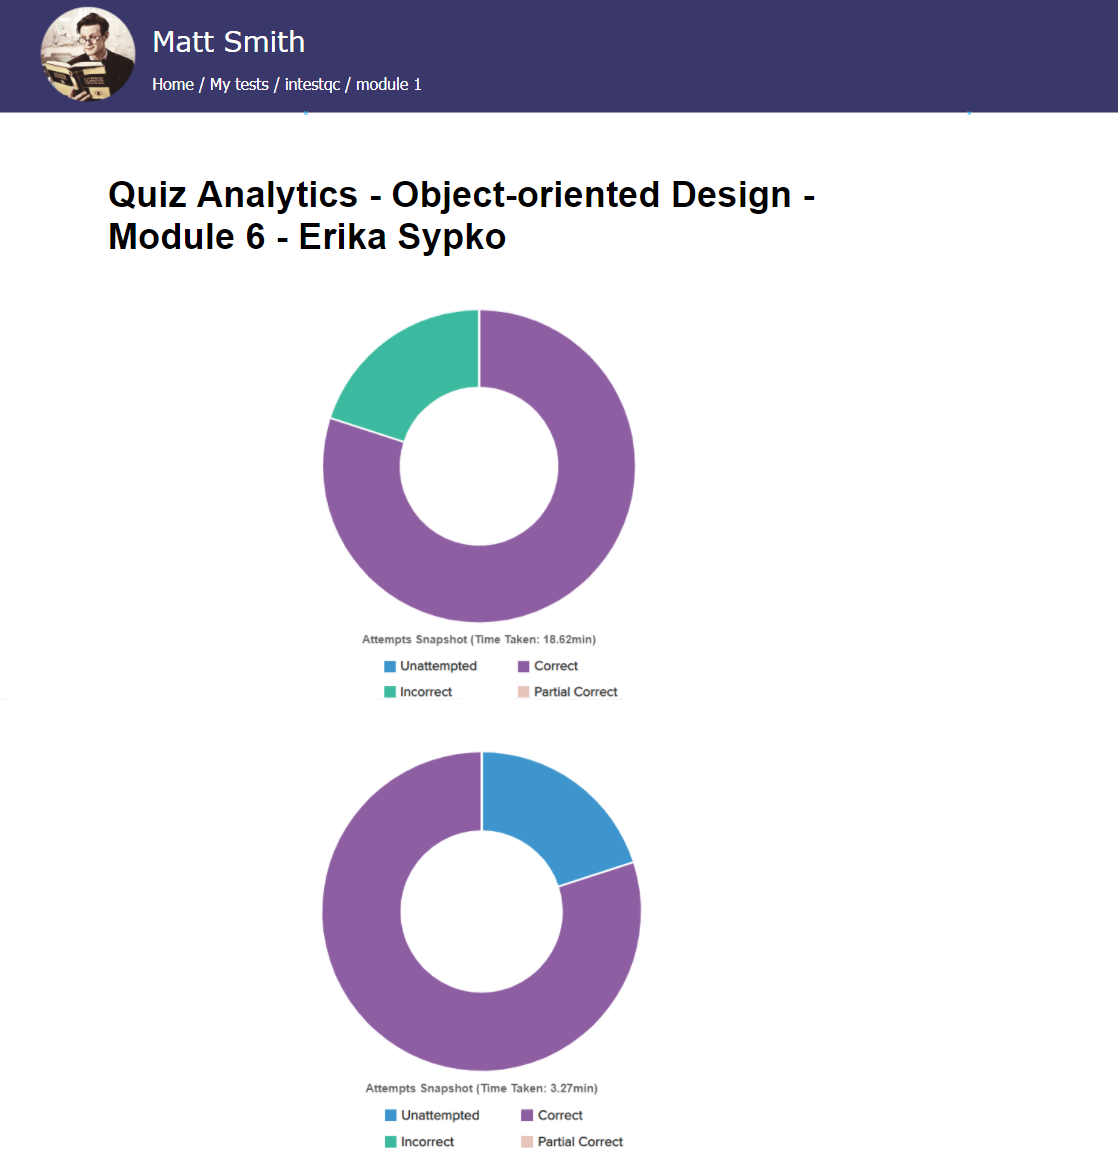 Matt Smith
Home / My tests / intestqc / module 1
Quiz Analytics - Object-oriented Design -
Module 6 - Erika Sypko
Attempts Snapshot (Time Taken: 18.62min)
Unattempted Correct
Incorrect Partial Correct
Attempts Snapshot (Time Taken: 3.27min)
Unattempted Correct
Incorrect Partial Correct